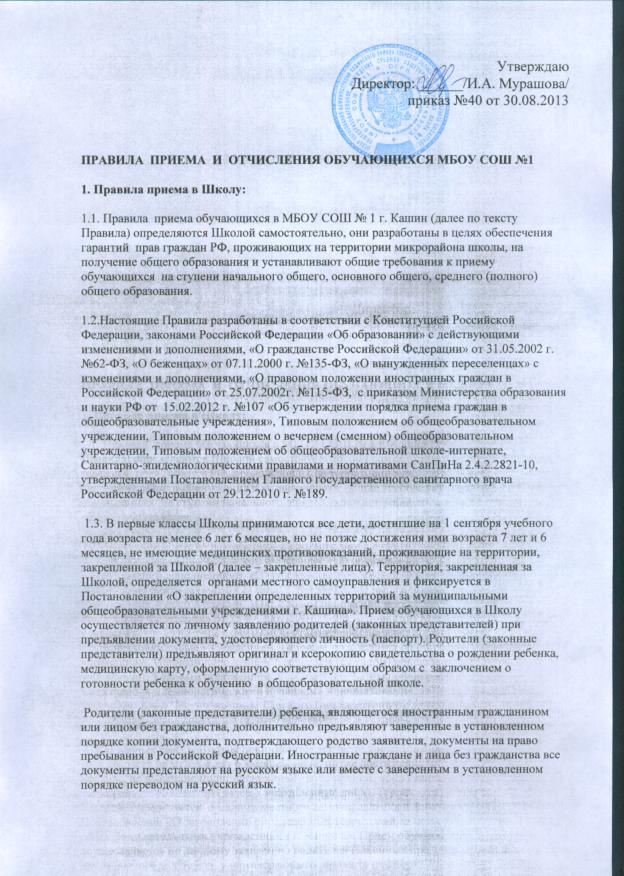 Утверждаю
Директор: /И.А. Мурашова/
приказ №40 от 30.08.2013
ПРАВИЛА ПРИЕМА И ОТЧИСЛЕНИЯ ОБУЧАЮЩИХСЯ МБОУ СОШ №1
1. Правила приема в Школу:
1.1. Правила приема обучающихся в МБОУ СОШ № 1 г. Кашин (далее по тексту
Правила) определяются Школой самостоятельно, они разработаны в целях обеспечения
гарантий прав граждан РФ, проживающих на территории микрорайона школы, на
получение общего образования и устанавливают общие требования к приему
обучающихся на ступени начального общего, основного общего, среднего (полного)
общего образования.
1.2.Настоящие Правила разработаны в соответствии с Конституцией Российской
Федерации, законами Российской Федерации «Об образовании» с действующими
изменениями и дополнениями, «О гражданстве Российской Федерации» от 31.05.2002 г.
№62-ФЗ, «О беженцах» от 07.11.2000 г. №135-ФЗ, «О вынужденных переселенцах» с
изменениями и дополнениями, «О правовом положении иностранных граждан в
Российской Федерации» от 25.07.2002г. №115-ФЗ, с приказом Министерства образования
и науки РФ от 15.02.2012 г. №107 «Об утверждении порядка приема граждан в
общеобразовательные учреждения», Типовым положением об общеобразовательном
учреждении, Типовым положением о вечернем (сменном) общеобразовательном
учреждении, Типовым положением об общеобразовательной школе-интернате,
Санитарно-эпидемиологическими правилами и нормативами СанПиНа 2.4.2.2821-10,
утвержденными Постановлением Главного государственного санитарного врача
Российской Федерации от 29.12.2010 г. №189.
1.3. В первые классы Школы принимаются все дети, достигшие на 1 сентября учебного
года возраста не менее 6 лет 6 месяцев, но не позже достижения ими возраста 7 лет и 6
месяцев, не имеющие медицинских противопоказаний, проживающие на территории,
закрепленной за Школой (далее – закрепленные лица). Территория, закрепленная за
Школой, определяется органами местного самоуправления и фиксируется в
Постановлении «О закреплении определенных территорий за муниципальными
общеобразовательными учреждениями г. Кашина». Прием обучающихся в Школу
осуществляется по личному заявлению родителей (законных представителей) при
предъявлении документа, удостоверяющего личность (паспорт). Родители (законные
представители) предъявляют оригинал и ксерокопию свидетельства о рождении ребенка,
медицинскую карту, оформленную соответствующим образом с заключением о
готовности ребенка к обучению в общеобразовательной школе.
Родители (законные представители) ребенка, являющегося иностранным гражданином
или лицом без гражданства, дополнительно предъявляют заверенные в установленном
порядке копии документа, подтверждающего родство заявителя, документы на право
пребывания в Российской Федерации. Иностранные граждане и лица без гражданства все
документы представляют на русском языке или вместе с заверенным в установленном
порядке переводом на русский язык.